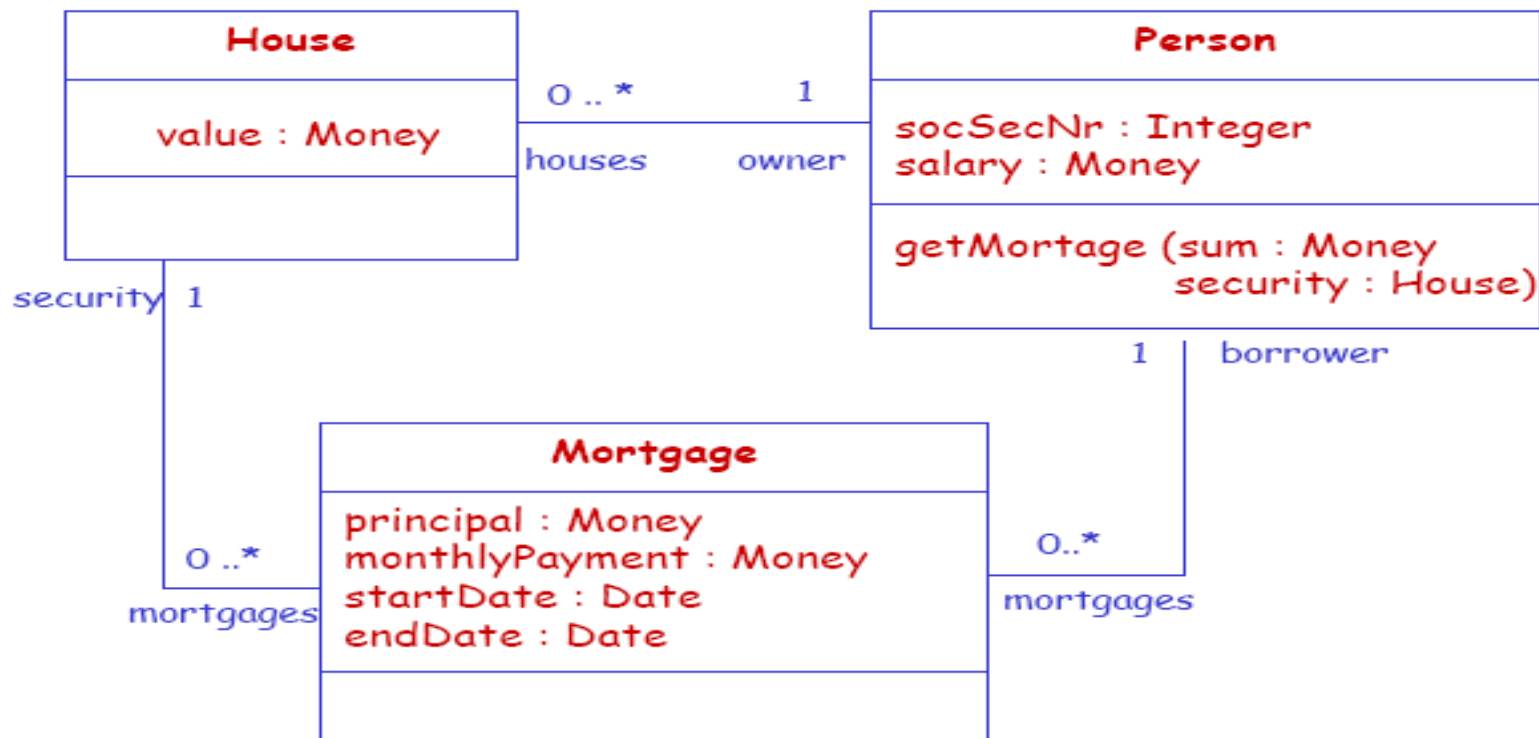 House
value : Money
0 .. *
1
houses
owner
Person
socSecNr : Integer
salary : Money
getMortage (sum : Money
security : House)
security
1
1
borrower
Mortgage
principal : Money
monthlyPayment : Money
startDate : Date
endDate : Date
0 ..*
mortgages
0..*
mortgages